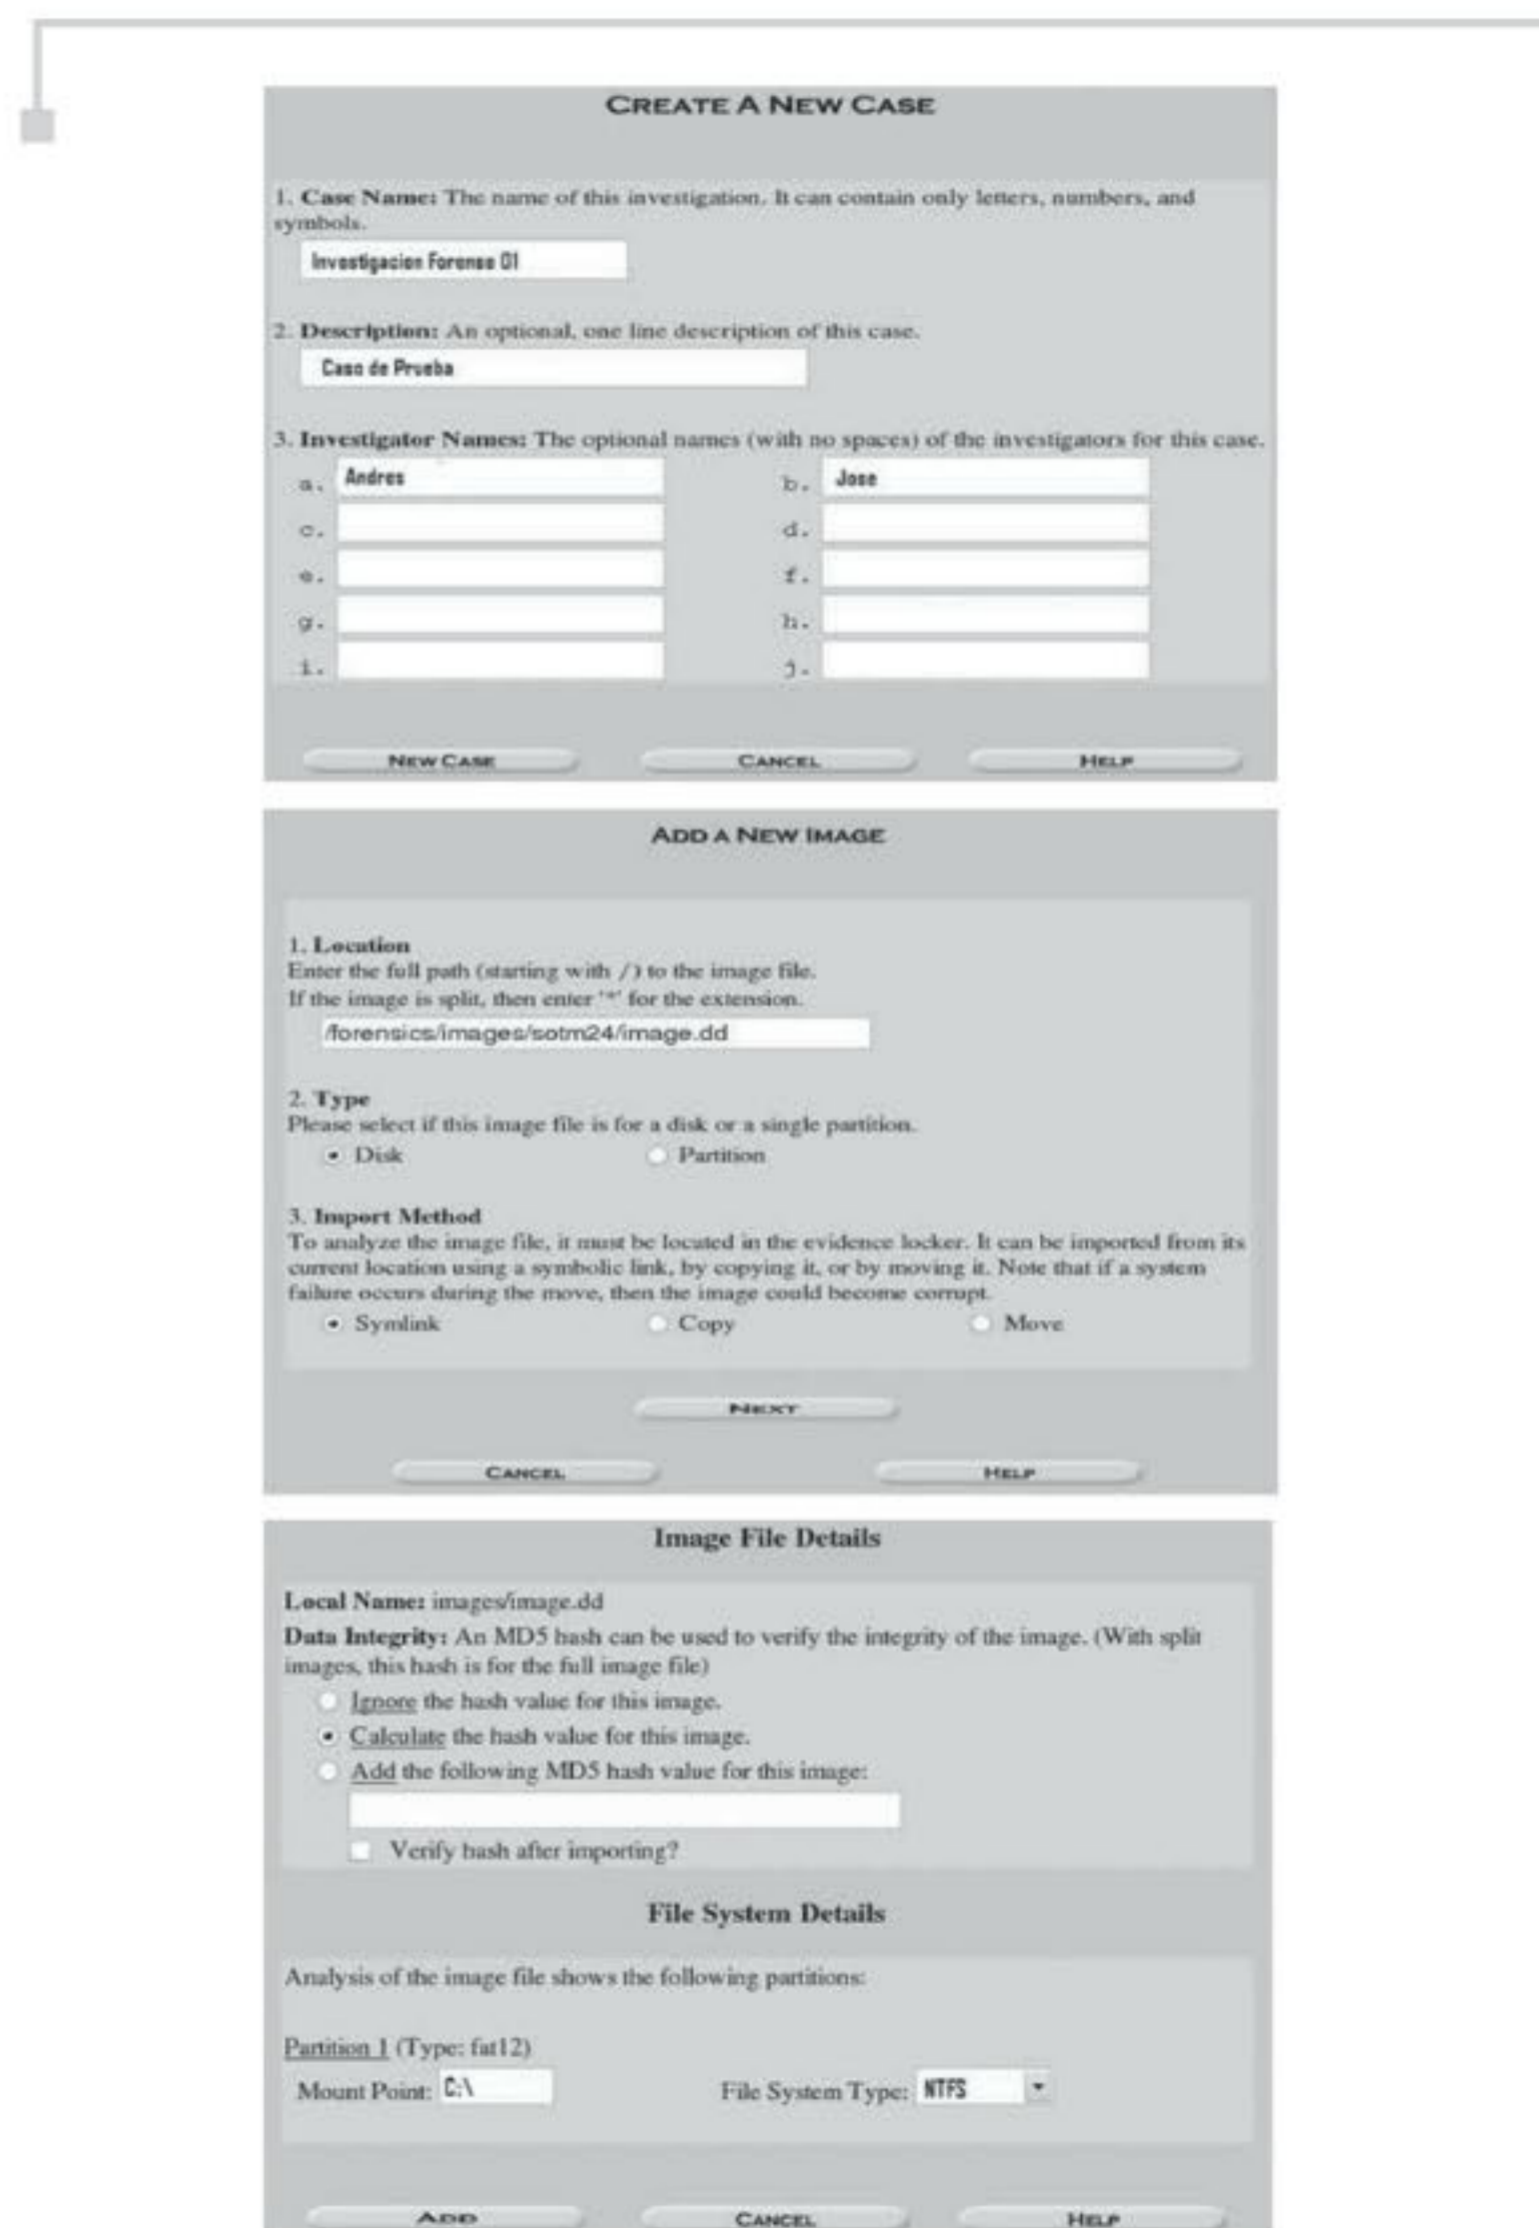 CREATE A NEW CASE
1. Case Name: The name of this investigation. It can contain only letters, numbers, and
symbols.
Investigacion Forense 01
2. Description: An optional, one line description of this case.
Caso de Prueba
3. Investigator Names: The optional names (with no spaces) of the investigators for this case.
a. Andres b. Jose
c. d.
e. f.
g. h.
i. j.
NEW CASE CANCEL HELP
ADD A NEW IMAGE
1. Location
Enter the full path (starting with /) to the image file.
If the image is split, then enter '*' for the extension.
/forensics/images/sotm24/image.dd
2. Type
Please select if this image file is for a disk or a single partition.
Disk Partition
3. Import Method
To analyze the image file, it must be located in the evidence locker. It can be imported from its
current location using a symbolic link, by copying it, or by moving it. Note that if a system
failure occurs during the move, then the image could become corrupt.
Symlink Copy Move
NEXT
CANCEL HELP
Image File Details
Local Name: images/image.dd
Data Integrity: An MD5 hash can be used to verify the integrity of the image. (With split
images, this hash is for the full image file)
Ignore the hash value for this image.
Calculate the hash value for this image.
Add the following MD5 hash value for this image:
Verify hash after importing?
File System Details
Analysis of the image file shows the following partitions:
Partition 1 (Type: fat12)
Mount Point: C:\ File System Type: NTFS
ADD CANCEL HELP